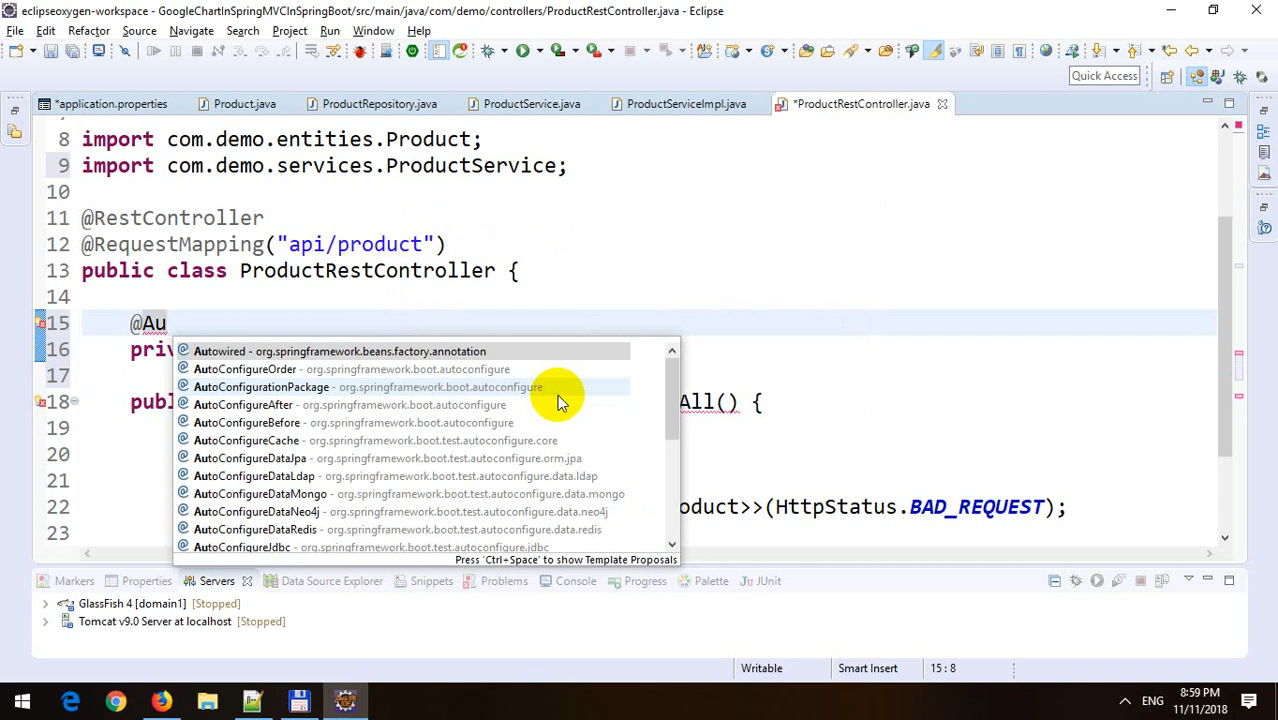 eclipseoxygen-workspace - GoogleChartInSpringMVCInSpringBoot/src/main/java/com/demo/controllers/ProductRestController.java - Eclipse
File Edit Refactor Source Navigate Search Project Run Window Help
Quick Access
*application.properties Product.java ProductRepository.java ProductService.java ProductServiceImpl.java *ProductRestController.java
8 import com.demo.entities.Product;
9 import com.demo.services.ProductService;
10
11 @RestController
12 @RequestMapping("api/product")
13 public class ProductRestController {
14
15 @Au
16 priv
17
18 pub All() {
19
20
21
22 oduct>>(HttpStatus.BAD_REQUEST);
23
Autowired - org.springframework.beans.factory.annotation
AutoConfigureOrder - org.springframework.boot.autoconfigure
AutoConfigurationPackage - org.springframework.boot.autoconfigure
AutoConfigureAfter - org.springframework.boot.autoconfigure
AutoConfigureBefore - org.springframework.boot.autoconfigure
AutoConfigureCache - org.springframework.boot.test.autoconfigure.core
AutoConfigureDataJpa - org.springframework.boot.test.autoconfigure.orm.jpa
AutoConfigureDataLdap - org.springframework.boot.test.autoconfigure.data.ldap
AutoConfigureDataMongo - org.springframework.boot.test.autoconfigure.data.mongo
AutoConfigureDataNeo4j - org.springframework.boot.test.autoconfigure.data.neo4j
AutoConfigureDataRedis - org.springframework.boot.test.autoconfigure.data.redis
AutoConfigureJdbc - org.springframework.boot.test.autoconfigure.jdbc
Press 'Ctrl+Space' to show Template Proposals
Markers Properties Servers Data Source Explorer Snippets Problems Console Progress Palette JUnit
GlassFish 4 [domain1] [Stopped]
Tomcat v9.0 Server at localhost [Stopped]
Writable Smart Insert 15 : 8
ENG
8:59 PM
11/11/2018